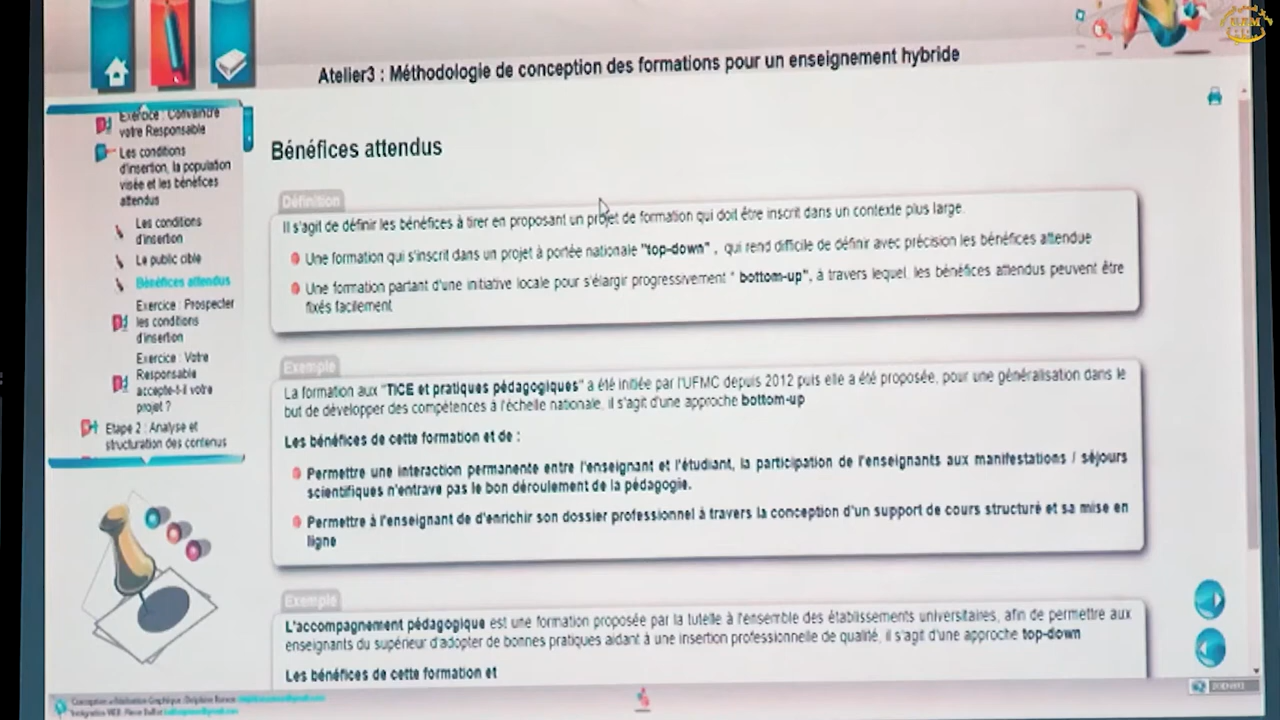 Atelier3 : Méthodologie de conception des formations pour un enseignement hybride
Exercice : Convaincre
votre Responsable
Les conditions
d'insertion, la population
visée et les bénéfices
attendus
Les conditions
d'insertion
Le public cible
Bénéfices attendus
Exercice : Prospecter
les conditions
d'insertion
Exercice : Votre
Responsable
accepte-t-il votre
projet ?
Etape 2 : Analyse et
structuration des contenus
Bénéfices attendus
Définition
Il s'agit de définir les bénéfices à tirer en proposant un projet de formation qui doit être inscrit dans un contexte plus large.
Une formation qui s'inscrit dans un projet à portée nationale "top-down" , qui rend difficile de définir avec précision les bénéfices attendue
Une formation partant d'une initiative locale pour s'élargir progressivement " bottom-up", à travers lequel, les bénéfices attendus peuvent être
fixés facilement
Exemple
La formation aux "TICE et pratiques pédagogiques" a été initiée par l'UFMC depuis 2012 puis elle a été proposée, pour une généralisation dans le
but de développer des compétences à l'échelle nationale, il s'agit d'une approche bottom-up
Les bénéfices de cette formation et de :
Permettre une interaction permanente entre l'enseignant et l'étudiant, la participation de l'enseignants aux manifestations / séjours
scientifiques n'entrave pas le bon déroulement de la pédagogie.
Permettre à l'enseignant de d'enrichir son dossier professionnel à travers la conception d'un support de cours structuré et sa mise en
ligne
Exemple
L'accompagnement pédagogique est une formation proposée par la tutelle à l'ensemble des établissements universitaires, afin de permettre aux
enseignants du supérieur d'adopter de bonnes pratiques aidant à une insertion professionnelle de qualité, il s'agit d'une approche top-down
Les bénéfices de cette formation et